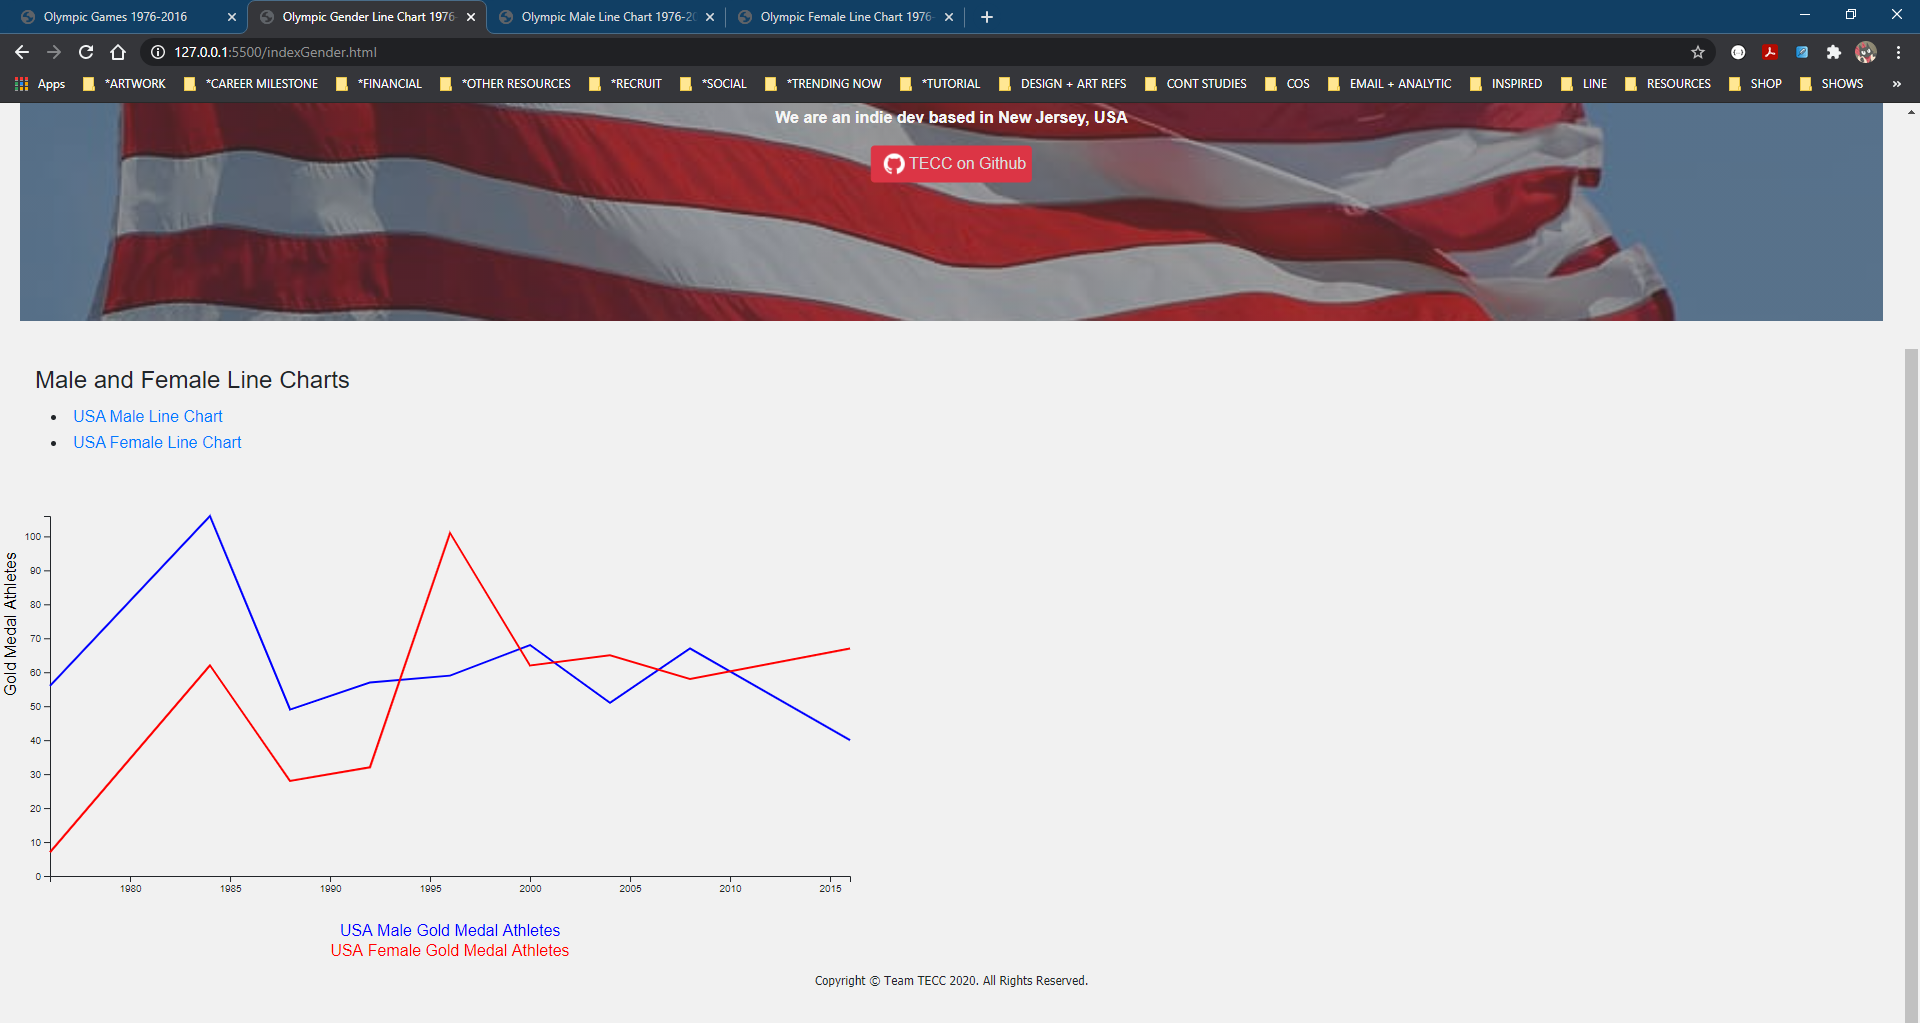 Olympic Games 1976-2016
Olympic Gender Line Chart 1976-
Olympic Male Line Chart 1976-20
Olympic Female Line Chart 1976-
127.0.0.1:5500/indexGender.html
Apps *ARTWORK *CAREER MILESTONE *FINANCIAL *OTHER RESOURCES *RECRUIT *SOCIAL *TRENDING NOW *TUTORIAL DESIGN + ART REFS CONT STUDIES COS EMAIL + ANALYTIC INSPIRED LINE RESOURCES SHOP SHOWS »
We are an indie dev based in New Jersey, USA
TECC on Github
Male and Female Line Charts
• USA Male Line Chart
• USA Female Line Chart
Gold Medal Athletes
100
90
80
70
60
50
40
30
20
10
0
1980 1985 1990 1995 2000 2005 2010 2015
USA Male Gold Medal Athletes
USA Female Gold Medal Athletes
Copyright © Team TECC 2020. All Rights Reserved.